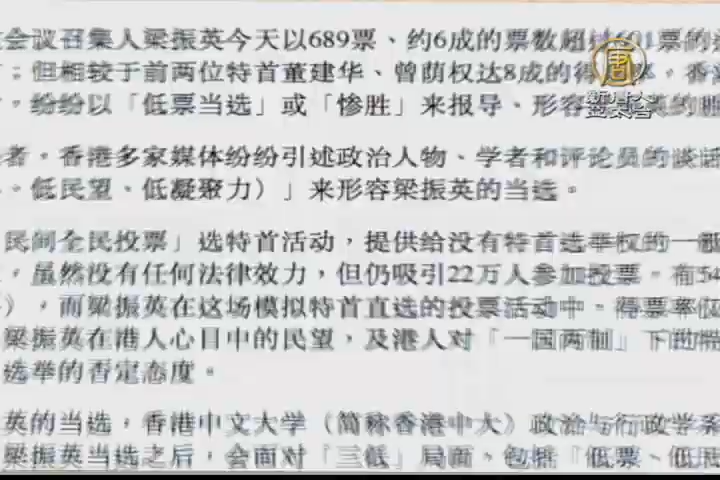 会议召集人梁振英今天以689票、约6成的票数超过601票的
；但相较于前两位特首董建华、曾荫权达8成的得
，纷纷以「低票当选」或「惨胜」来报导、形容
者，香港多家媒体纷纷引述政治人物、学者和评论员的谈话
、低民望、低凝聚力）」来形容梁振英的当选。
民间全民投票」选特首活动，提供给没有特首选举权的一般
，虽然没有任何法律效力，但仍吸引22万人参加投票。有54
），而梁振英在这场模拟特首直选的投票活动中。得票率仅
梁振英在港人心目中的民望，及港人对「一国两制」下的
选举的否定态度。
英的当选，香港中文大学（简称香港中大）政治与行政学系
梁振英当选之后，会面对「三低」局面。包括「低票、低民
新唐人
亚太台